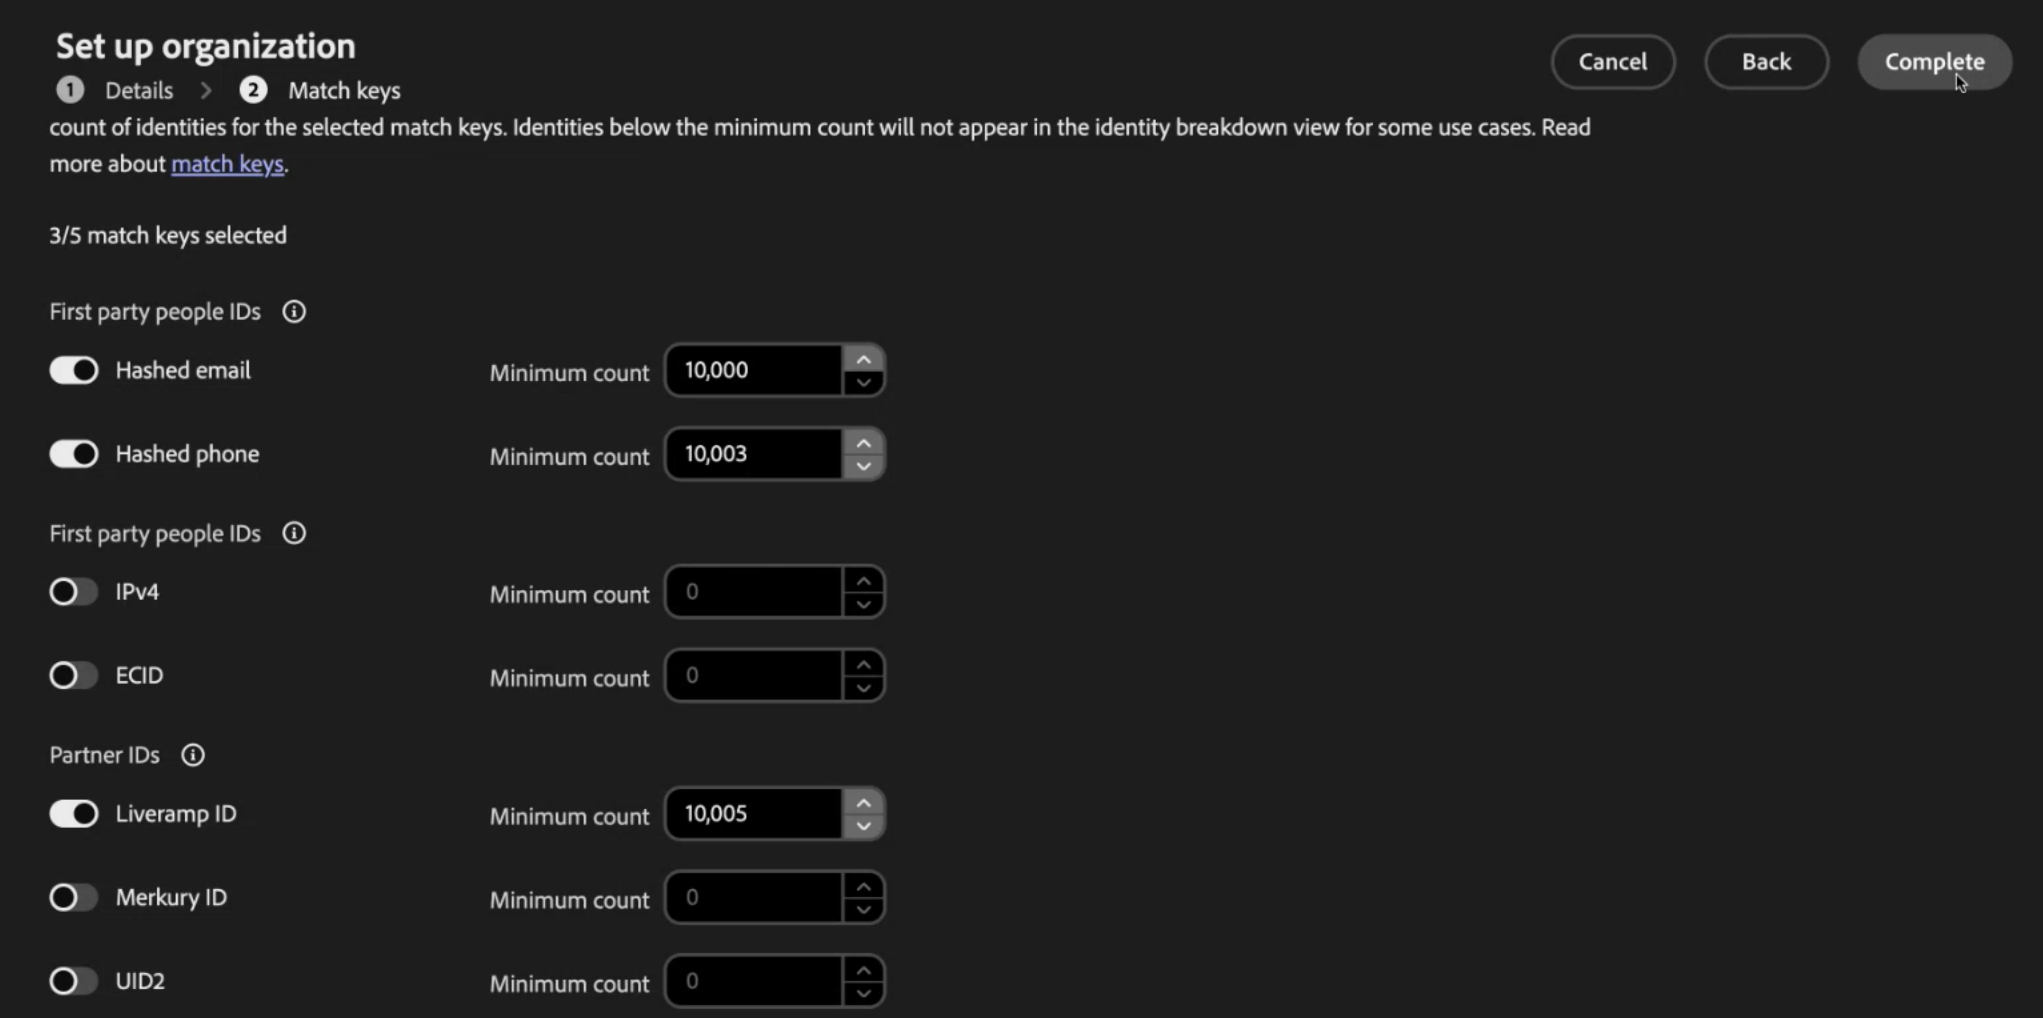 Set up organization
Cancel
Back
Complete
1 Details > 2 Match keys
count of identities for the selected match keys. Identities below the minimum count will not appear in the identity breakdown view for some use cases. Read
more about match keys.
3/5 match keys selected
First party people IDs
Hashed email Minimum count 10,000
Hashed phone Minimum count 10,003
First party people IDs
IPv4 Minimum count 0
ECID Minimum count 0
Partner IDs
Liveramp ID Minimum count 10,005
Merkury ID Minimum count 0
UID2 Minimum count 0